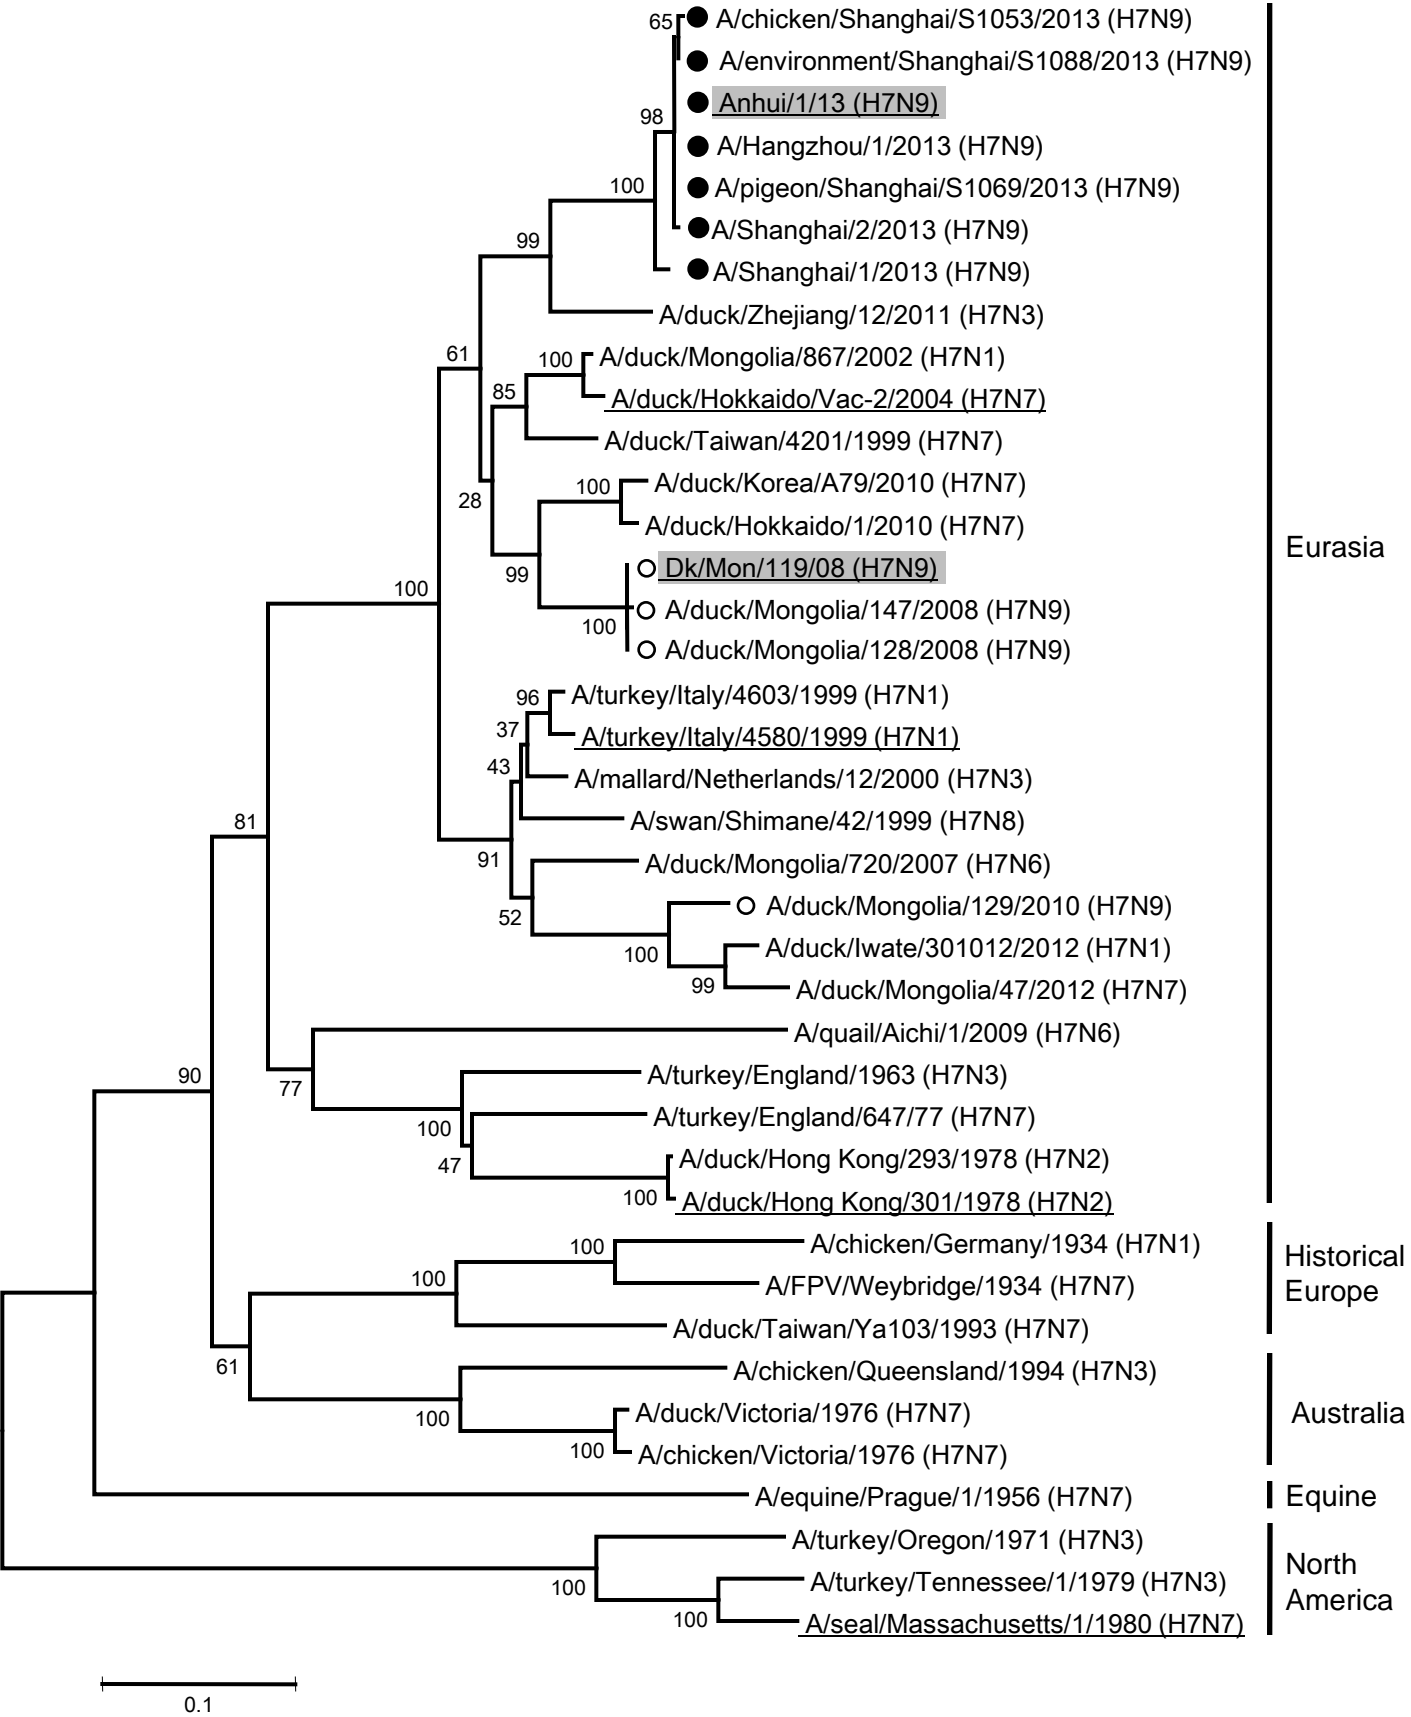 65
A/chicken/Shanghai/S1053/2013 (H7N9)
A/environment/Shanghai/S1088/2013 (H7N9)
Anhui/1/13 (H7N9)
98
A/Hangzhou/1/2013 (H7N9)
100
A/pigeon/Shanghai/S1069/2013 (H7N9)
A/Shanghai/2/2013 (H7N9)
99
A/Shanghai/1/2013 (H7N9)
A/duck/Zhejiang/12/2011 (H7N3)
61
100
A/duck/Mongolia/867/2002 (H7N1)
85
A/duck/Hokkaido/Vac-2/2004 (H7N7)
A/duck/Taiwan/4201/1999 (H7N7)
28
100
A/duck/Korea/A79/2010 (H7N7)
A/duck/Hokkaido/1/2010 (H7N7)
Eurasia
99
Dk/Mon/119/08 (H7N9)
100
A/duck/Mongolia/147/2008 (H7N9)
100
A/duck/Mongolia/128/2008 (H7N9)
96
A/turkey/Italy/4603/1999 (H7N1)
37
A/turkey/Italy/4580/1999 (H7N1)
43
A/mallard/Netherlands/12/2000 (H7N3)
81
A/swan/Shimane/42/1999 (H7N8)
91
A/duck/Mongolia/720/2007 (H7N6)
52
A/duck/Mongolia/129/2010 (H7N9)
100
A/duck/Iwate/301012/2012 (H7N1)
99
A/duck/Mongolia/47/2012 (H7N7)
A/quail/Aichi/1/2009 (H7N6)
90
77
A/turkey/England/1963 (H7N3)
100
A/turkey/England/647/77 (H7N7)
47
A/duck/Hong Kong/293/1978 (H7N2)
100
A/duck/Hong Kong/301/1978 (H7N2)
100
A/chicken/Germany/1934 (H7N1)
Historical
Europe
100
A/FPV/Weybridge/1934 (H7N7)
A/duck/Taiwan/Ya103/1993 (H7N7)
61
A/chicken/Queensland/1994 (H7N3)
100
A/duck/Victoria/1976 (H7N7)
Australia
100
A/chicken/Victoria/1976 (H7N7)
A/equine/Prague/1/1956 (H7N7)
Equine
A/turkey/Oregon/1971 (H7N3)
North
America
100
A/turkey/Tennessee/1/1979 (H7N3)
100
A/seal/Massachusetts/1/1980 (H7N7)
0.1